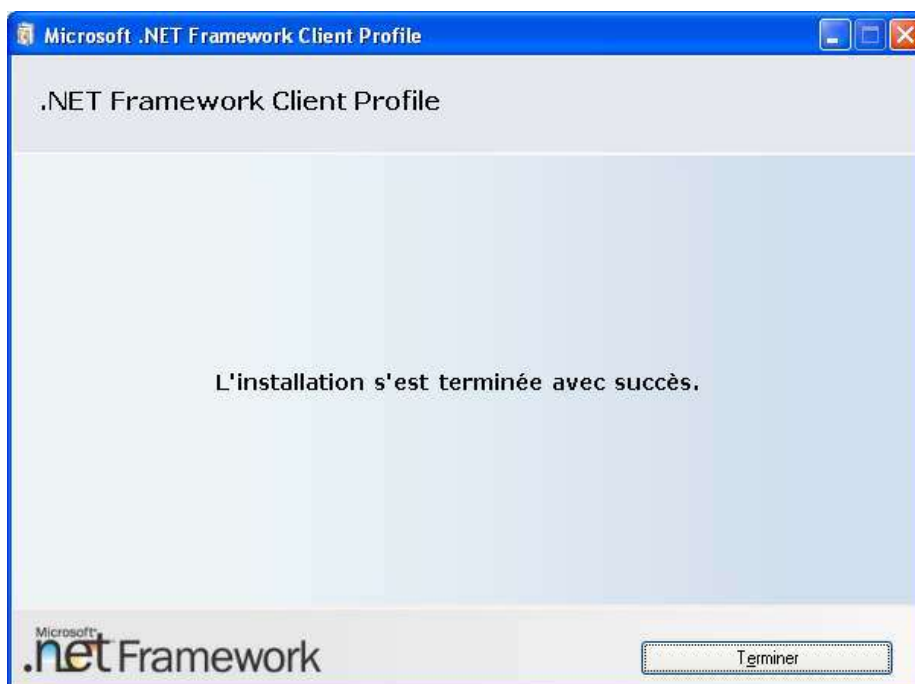 Microsoft .NET Framework Client Profile
.NET Framework Client Profile
L'installation s'est terminée avec succès.
Microsoft
.net Framework
Terminer